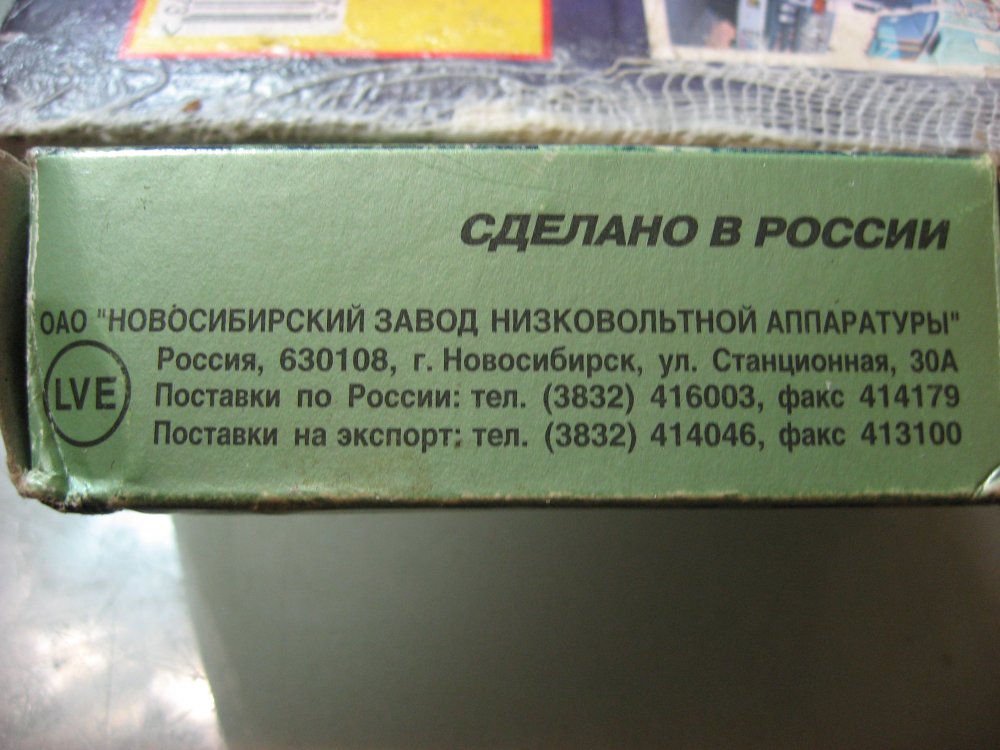 СДЕЛАНО В РОССИИ
ОАО "НОВОСИБИРСКИЙ ЗАВОД НИЗКОВОЛЬТНОЙ АППАРАТУРЫ"
Россия, 630108, г. Новосибирск, ул. Станционная, 30А
LVE
Поставки по России: тел. (3832) 416003, факс 414179
Поставки на экспорт: тел. (3832) 414046, факс 413100